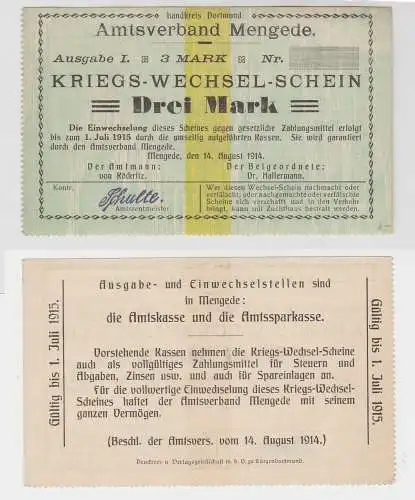 Landkreis Dortmund
Amtsverband Mengede.
Ausgabe I. 3 MARK Nr.
KRIEGS-WECHSEL-SCHEIN
Drei Mark
Die Einwechselung dieses Scheines gegen gesetzliche Zahlungsmittel erfolgt
bis zum 1. Juli 1915 durch die umseitig aufgeführten Kassen. Sie wird garantiert
durch den Amtsverband Mengede.
Mengede, den 14. August 1914.
Der Amtmann: Der Beigeordnete:
von Köderitz. Dr. Hallermann.
Kontr. Schulte.
Amtsrentmeister
Wer diesen Wechsel-Schein nachmacht oder
verfälscht, oder nachgemachte oder verfälschte
Scheine sich verschafft und in den Verkehr
bringt, kann mit Zuchthaus bestraft werden.
Gültig bis 1. Juli 1915.
Ausgabe- und Einwechselstellen sind
in Mengede:
die Amtskasse und die Amtssparkasse.
Vorstehende Kassen nehmen die Kriegs-Wechsel-Scheine
auch als vollgültiges Zahlungsmittel für Steuern und
Abgaben, Zinsen usw. und auch für Spareinlagen an.
Für die vollwertige Einwechselung dieses Kriegs-Wechsel-
Scheines haftet der Amtsverband Mengede mit seinem
ganzen Vermögen.
(Beschl. der Amtsvers. vom 14. August 1914.)
Gültig bis 1. Juli 1915.
Druckerei u. Verlagsgesellschaft m. b. H. zu